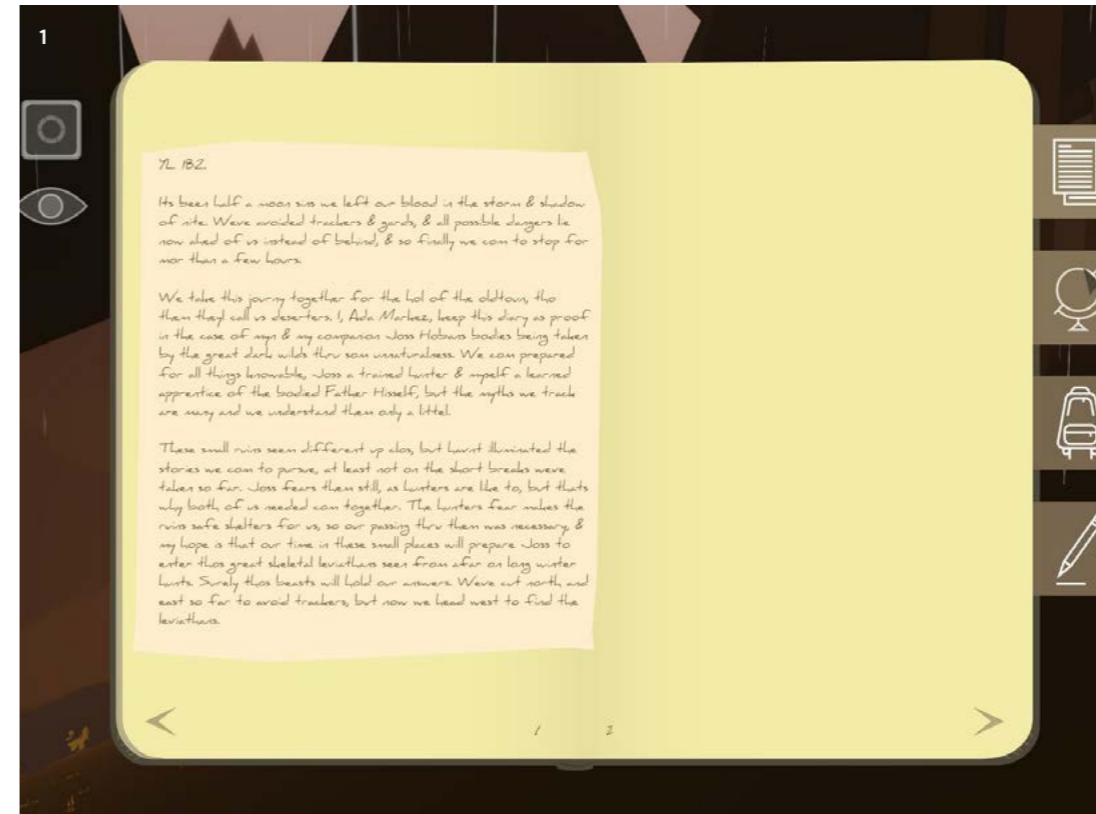 1
YL 182.
Its been half a moon sins we left our blood in the storm & shadow
of nite. Weve avoided trackers & gards, & all possible dangers lie
now ahed of us instead of behind, & so finally we com to stop for
mor than a few hours.
We take this journy together for the hol of the oldtoun, tho
them theyl call us deserters. I, Ada Markez, keep this diary as proof
in the case of myn & my companion Joss Hobans bodies being taken
by the great dark wilds thru som unnaturalness. We com prepared
for all things knowable, Joss a trained hunter & myself a learned
apprentice of the bodied Father Hisself, but the myths we track
are many and we understand them only a littel.
These small ruins seem different up clos, but havnt illuminated the
stories we com to pursue, at least not on the short breaks weve
taken so far. Joss fears them still, as hunters are like to, but thats
why both of us needed com together. The hunters fear makes the
ruins safe shelters for us, so our passing thru them was necessary, &
my hope is that our time in these small places will prepare Joss to
enter thos great skeletal leviathans seen from afar on long winter
hunts. Surely thos beasts will hold our answers. Weve cut north and
east so far to avoid trackers, but now we head west to find the
leviathans.
1 2